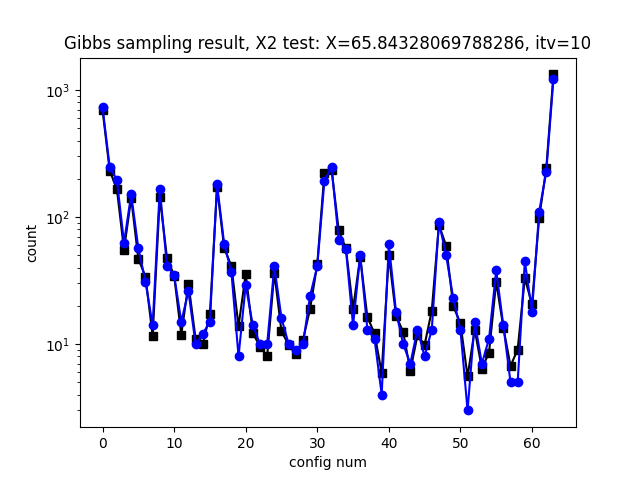 Gibbs sampling result, X2 test: X=65.84328069788286, itv=10
10³
10²
10¹
count
0 10 20 30 40 50 60
config num